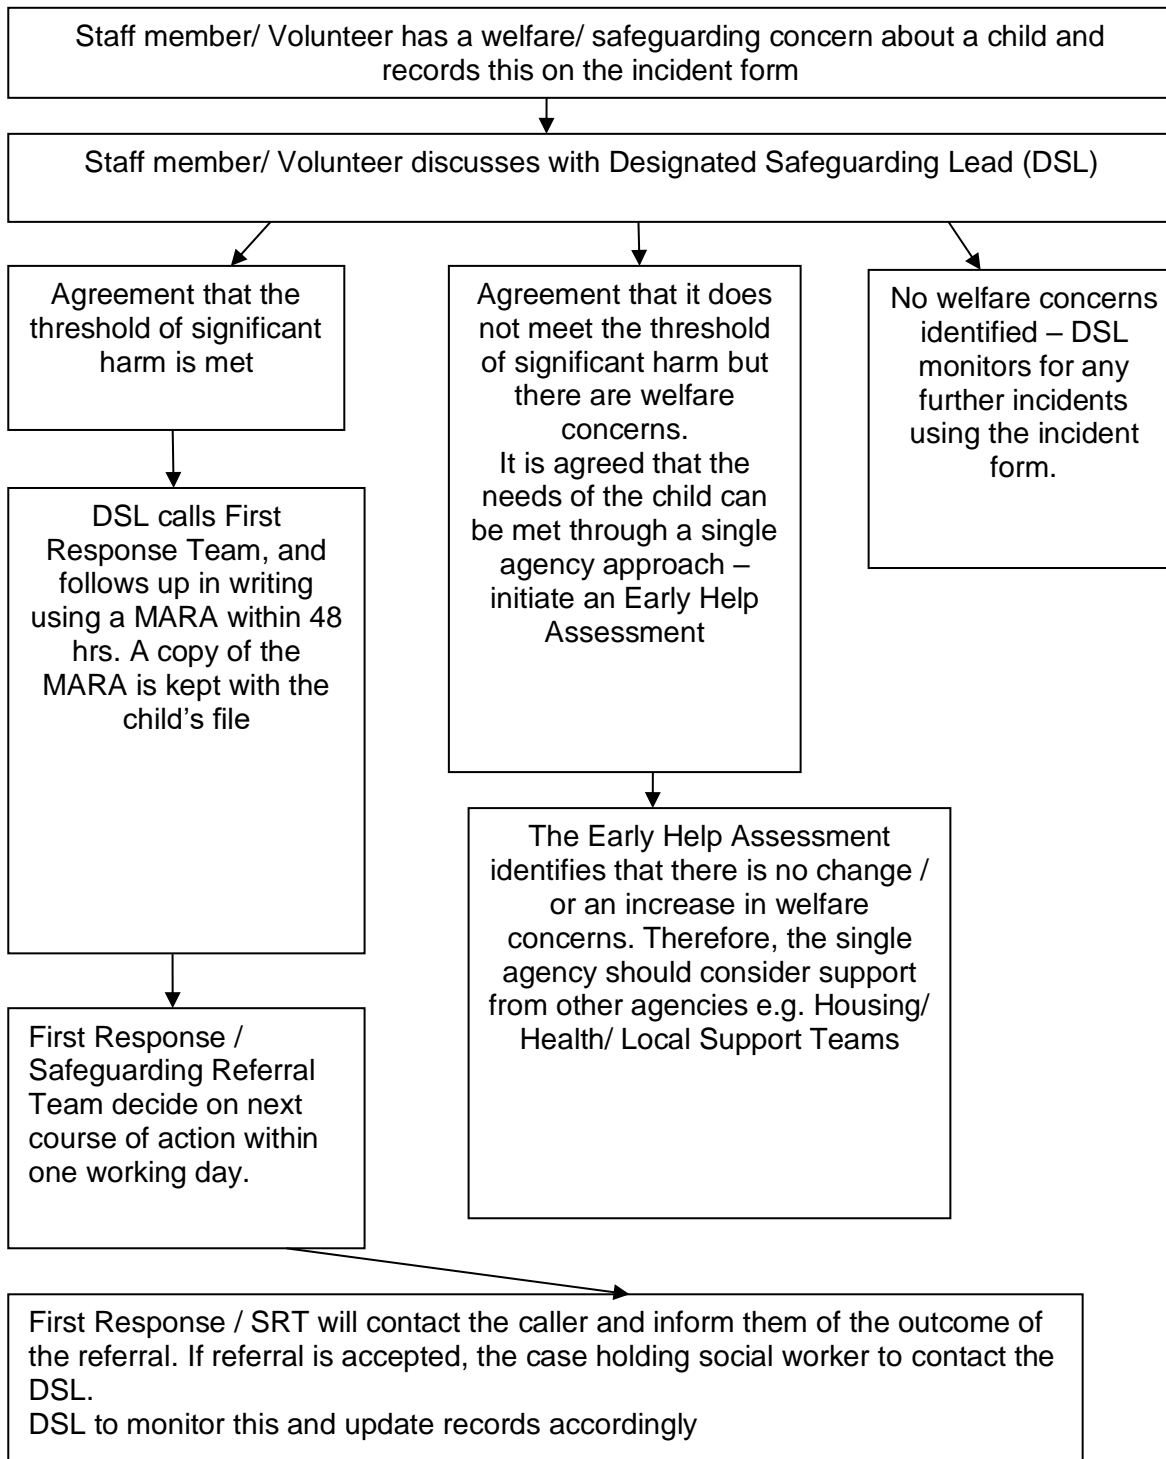 Staff member/ Volunteer has a welfare/ safeguarding concern about a child and
records this on the incident form
Staff member/ Volunteer discusses with Designated Safeguarding Lead (DSL)
Agreement that the
threshold of significant
harm is met
Agreement that it does
not meet the threshold
of significant harm but
there are welfare
concerns.
It is agreed that the
needs of the child can
be met through a single
agency approach –
initiate an Early Help
Assessment
No welfare concerns
identified – DSL
monitors for any
further incidents
using the incident
form.
DSL calls First
Response Team, and
follows up in writing
using a MARA within 48
hrs. A copy of the
MARA is kept with the
child’s file
The Early Help Assessment
identifies that there is no change /
or an increase in welfare
concerns. Therefore, the single
agency should consider support
from other agencies e.g. Housing/
Health/ Local Support Teams
First Response /
Safeguarding Referral
Team decide on next
course of action within
one working day.
First Response / SRT will contact the caller and inform them of the outcome of
the referral. If referral is accepted, the case holding social worker to contact the
DSL.
DSL to monitor this and update records accordingly